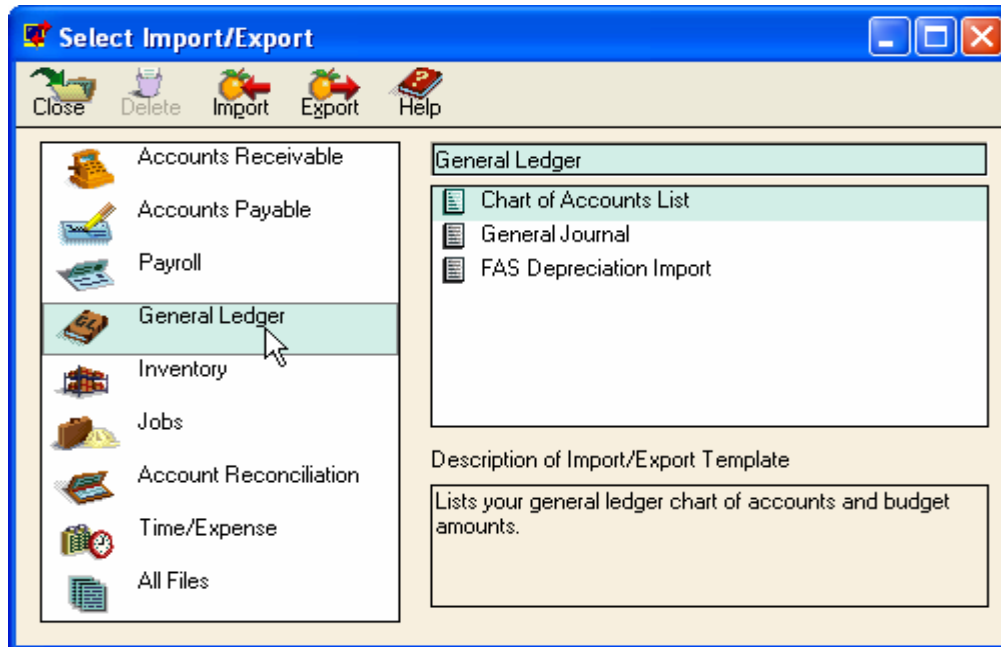 Select Import/Export
Close Delete Import Export Help
Accounts Receivable
Accounts Payable
Payroll
General Ledger
Inventory
Jobs
Account Reconciliation
Time/Expense
All Files
General Ledger
Chart of Accounts List
General Journal
FAS Depreciation Import
Description of Import/Export Template
Lists your general ledger chart of accounts and budget
amounts.